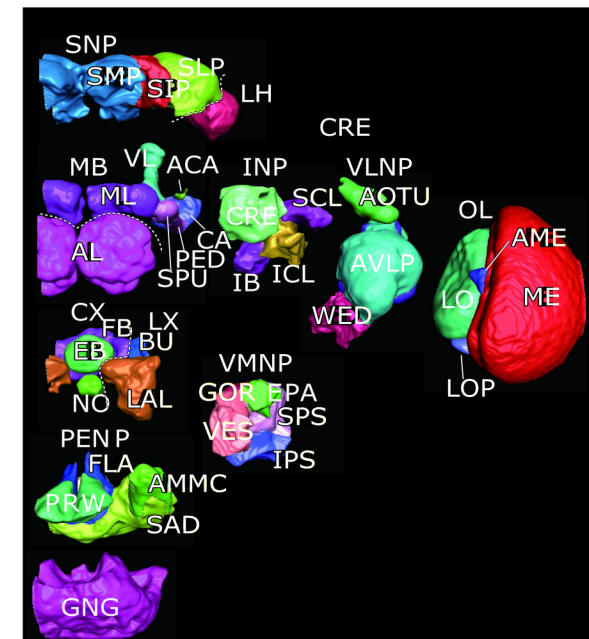 SNP
SMP
SIP
SLP
LH
CRE
MB
VL
ACA
ML
AL
CA
PED
SPU
INP
SCL
CRE
ICL
IB
VLNP
AOTU
AVLP
WED
OL
AME
LO
ME
LOP
CX
FB
LX
BU
EB
NO
LAL
VMNP
GOR
EPA
SPS
VES
IPS
PENP
FLA
PRW
AMMC
SAD
GNG